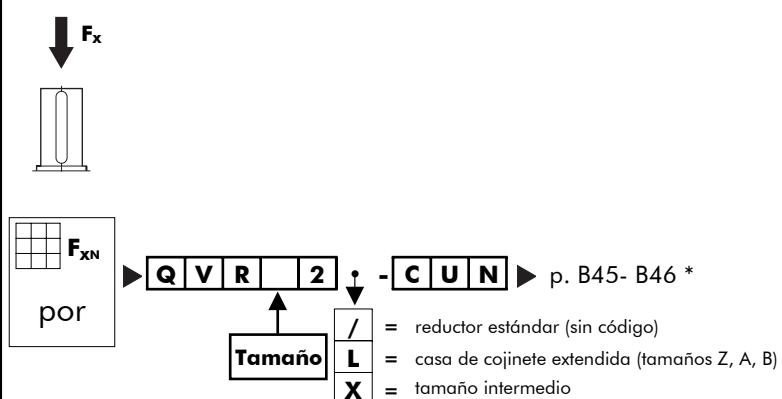 Fx
FxN
por
Q V R 2 . - C U N p. B45- B46 *
Tamaño
/ = reductor estándar (sin código)
L = casa de cojinete extendida (tamaños Z, A, B)
X = tamaño intermedio